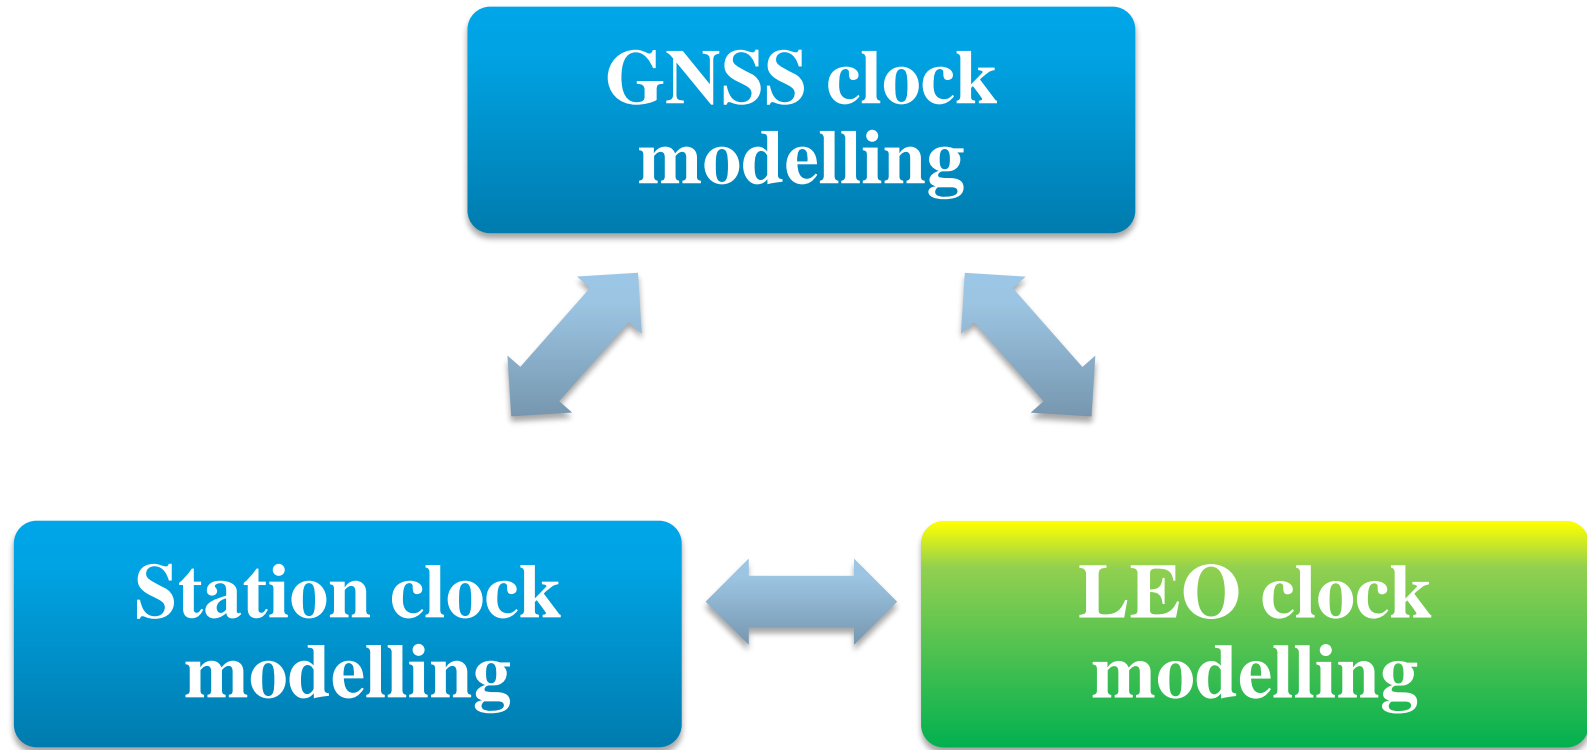 GNSS clock
modelling
Station clock
modelling
LEO clock
modelling